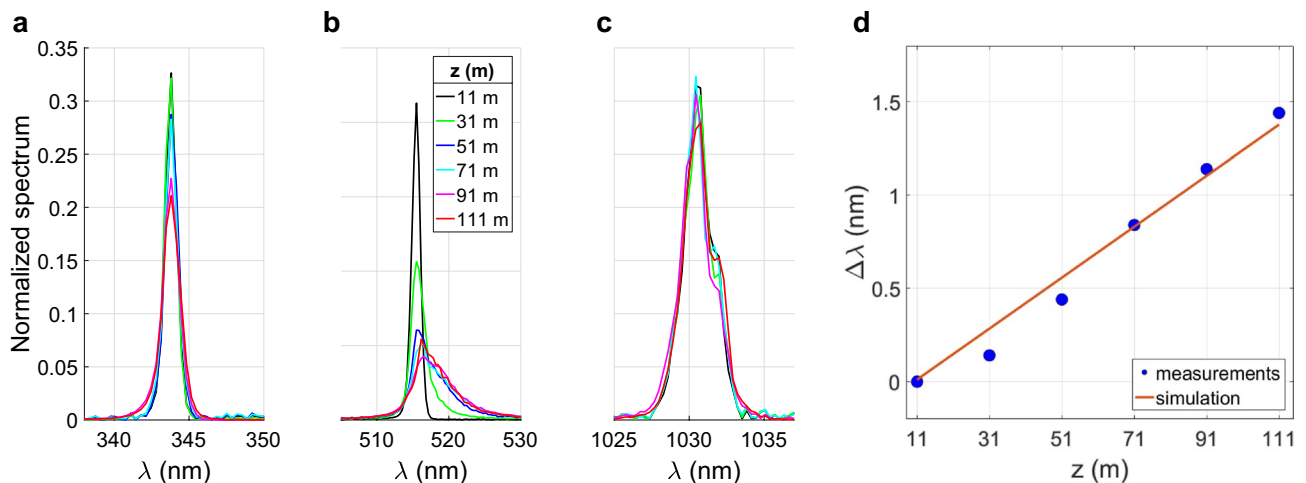 a
b
c
d
Normalized spectrum
0.35
0.3
0.25
0.2
0.15
0.1
0.05
0
340
345
350
λ (nm)
z (m)
11 m
31 m
51 m
71 m
91 m
111 m
510
520
530
λ (nm)
1025
1030
1035
λ (nm)
Δλ (nm)
1.5
1
0.5
0
measurements
simulation
11
31
51
71
91
111
z (m)